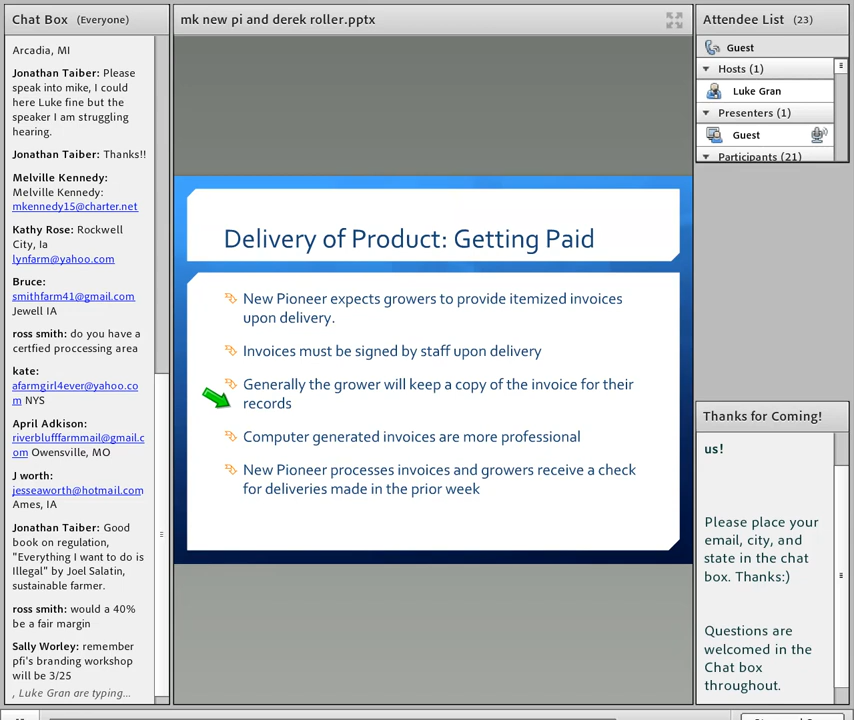 Chat Box (Everyone)
Arcadia, MI
Jonathan Taiber: Please
speak into mike, I could
here Luke fine but the
speaker I am struggling
hearing.
Jonathan Taiber: Thanks!!
Melville Kennedy:
Melville Kennedy:
mkennedy15@charter.net
Kathy Rose: Rockwell
City, Ia
lynfarm@yahoo.com
Bruce:
smithfarm41@gmail.com
Jewell IA
ross smith: do you have a
certfied proccessing area
kate:
afarmgirl4ever@yahoo.co
m NYS
April Adkison:
riverblufffarmmail@gmail.c
om Owensville, MO
J worth:
jesseaworth@hotmail.com
Ames, IA
Jonathan Taiber: Good
book on regulation,
"Everything I want to do is
Illegal" by Joel Salatin,
sustainable farmer.
ross smith: would a 40%
be a fair margin
Sally Worley: remember
pfi's branding workshop
will be 3/25
, Luke Gran are typing...
mk new pi and derek roller.pptx
Delivery of Product: Getting Paid
New Pioneer expects growers to provide itemized invoices
upon delivery.
Invoices must be signed by staff upon delivery
Generally the grower will keep a copy of the invoice for their
records
Computer generated invoices are more professional
New Pioneer processes invoices and growers receive a check
for deliveries made in the prior week
Attendee List (23)
Guest
Hosts (1)
Luke Gran
Presenters (1)
Guest
Participants (21)
Thanks for Coming!
us!
Please place your
email, city, and
state in the chat
box. Thanks:)
Questions are
welcomed in the
Chat box
throughout.